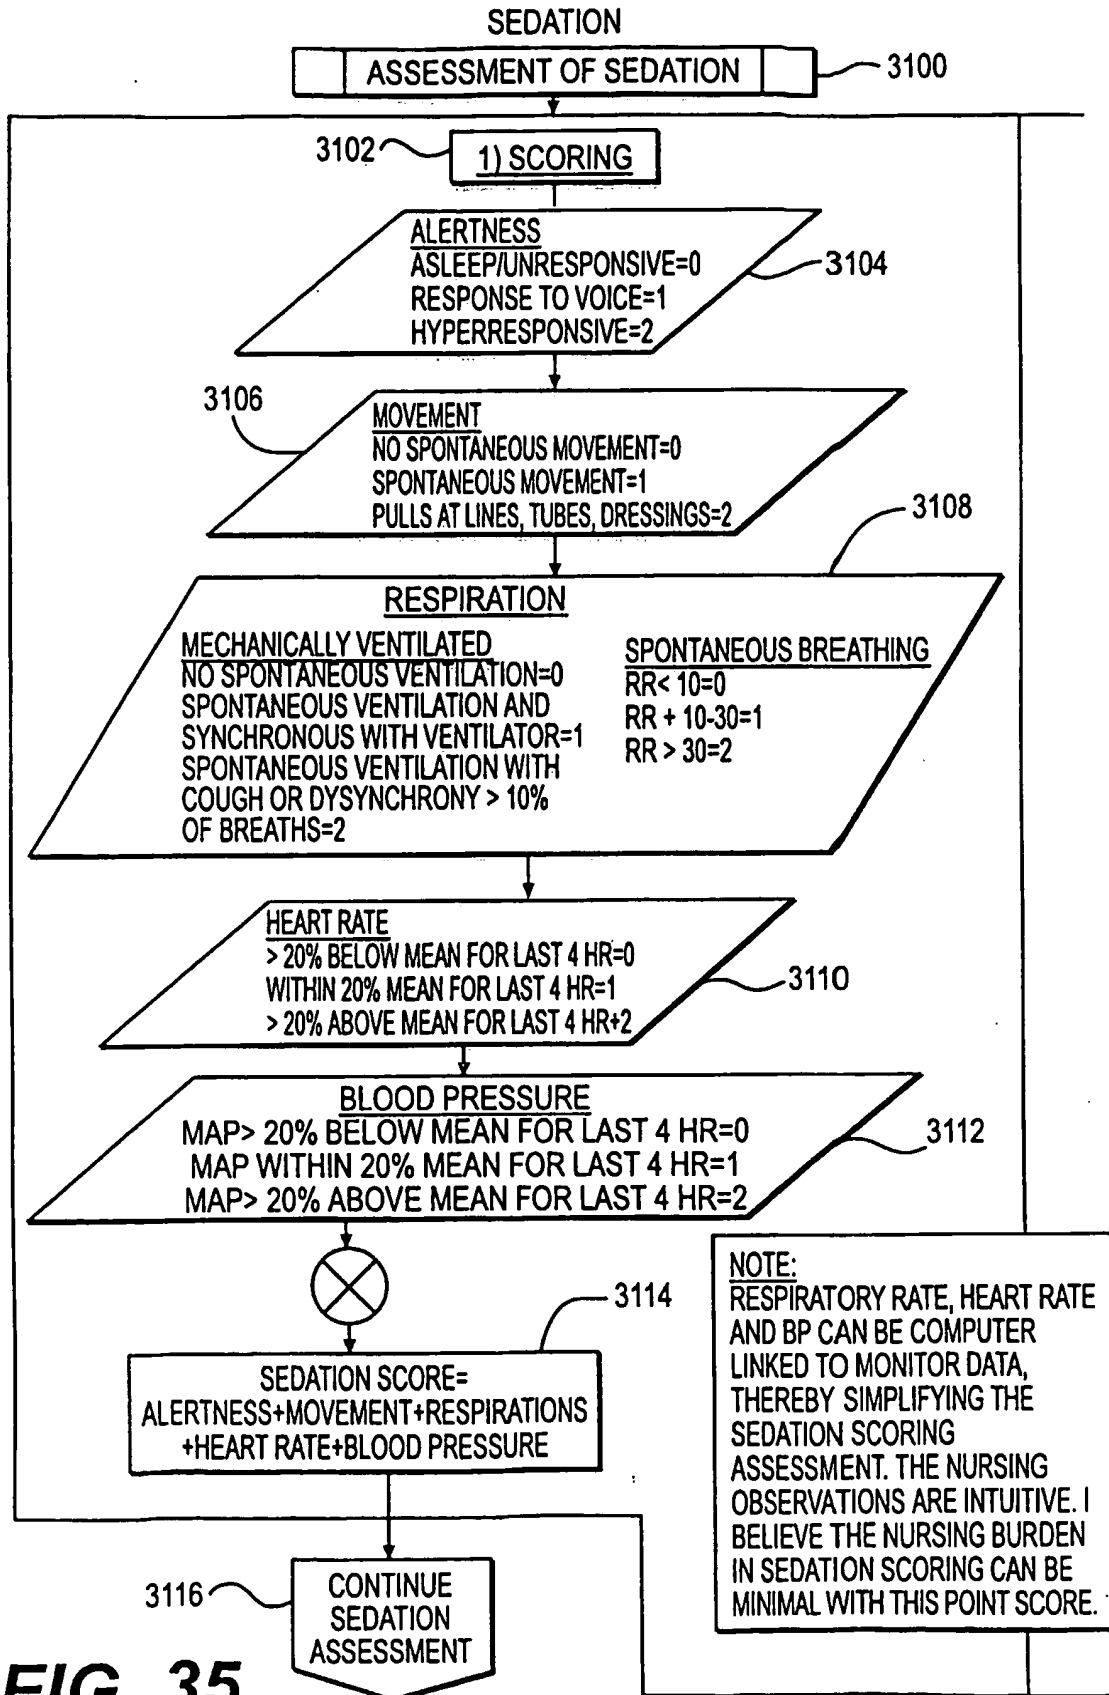 SEDATION
ASSESSMENT OF SEDATION
3100
3102
1) SCORING
ALERTNESS
ASLEEP/UNRESPONSIVE=0
RESPONSE TO VOICE=1
HYPERRESPONSIVE=2
3104
3106
MOVEMENT
NO SPONTANEOUS MOVEMENT=0
SPONTANEOUS MOVEMENT=1
PULLS AT LINES, TUBES, DRESSINGS=2
3108
RESPIRATION
MECHANICALLY VENTILATED
NO SPONTANEOUS VENTILATION=0
SPONTANEOUS VENTILATION AND
SYNCHRONOUS WITH VENTILATOR=1
SPONTANEOUS VENTILATION WITH
COUGH OR DYSYNCHRONY > 10%
OF BREATHS=2
SPONTANEOUS BREATHING
RR< 10=0
RR + 10-30=1
RR > 30=2
HEART RATE
> 20% BELOW MEAN FOR LAST 4 HR=0
WITHIN 20% MEAN FOR LAST 4 HR=1
> 20% ABOVE MEAN FOR LAST 4 HR+2
3110
BLOOD PRESSURE
MAP> 20% BELOW MEAN FOR LAST 4 HR=0
MAP WITHIN 20% MEAN FOR LAST 4 HR=1
MAP> 20% ABOVE MEAN FOR LAST 4 HR=2
3112
3114
SEDATION SCORE=
ALERTNESS+MOVEMENT+RESPIRATIONS
+HEART RATE+BLOOD PRESSURE
NOTE:
RESPIRATORY RATE, HEART RATE
AND BP CAN BE COMPUTER
LINKED TO MONITOR DATA,
THEREBY SIMPLIFYING THE
SEDATION SCORING
ASSESSMENT. THE NURSING
OBSERVATIONS ARE INTUITIVE. I
BELIEVE THE NURSING BURDEN
IN SEDATION SCORING CAN BE
MINIMAL WITH THIS POINT SCORE.
3116
CONTINUE
SEDATION
ASSESSMENT
FIG. 35